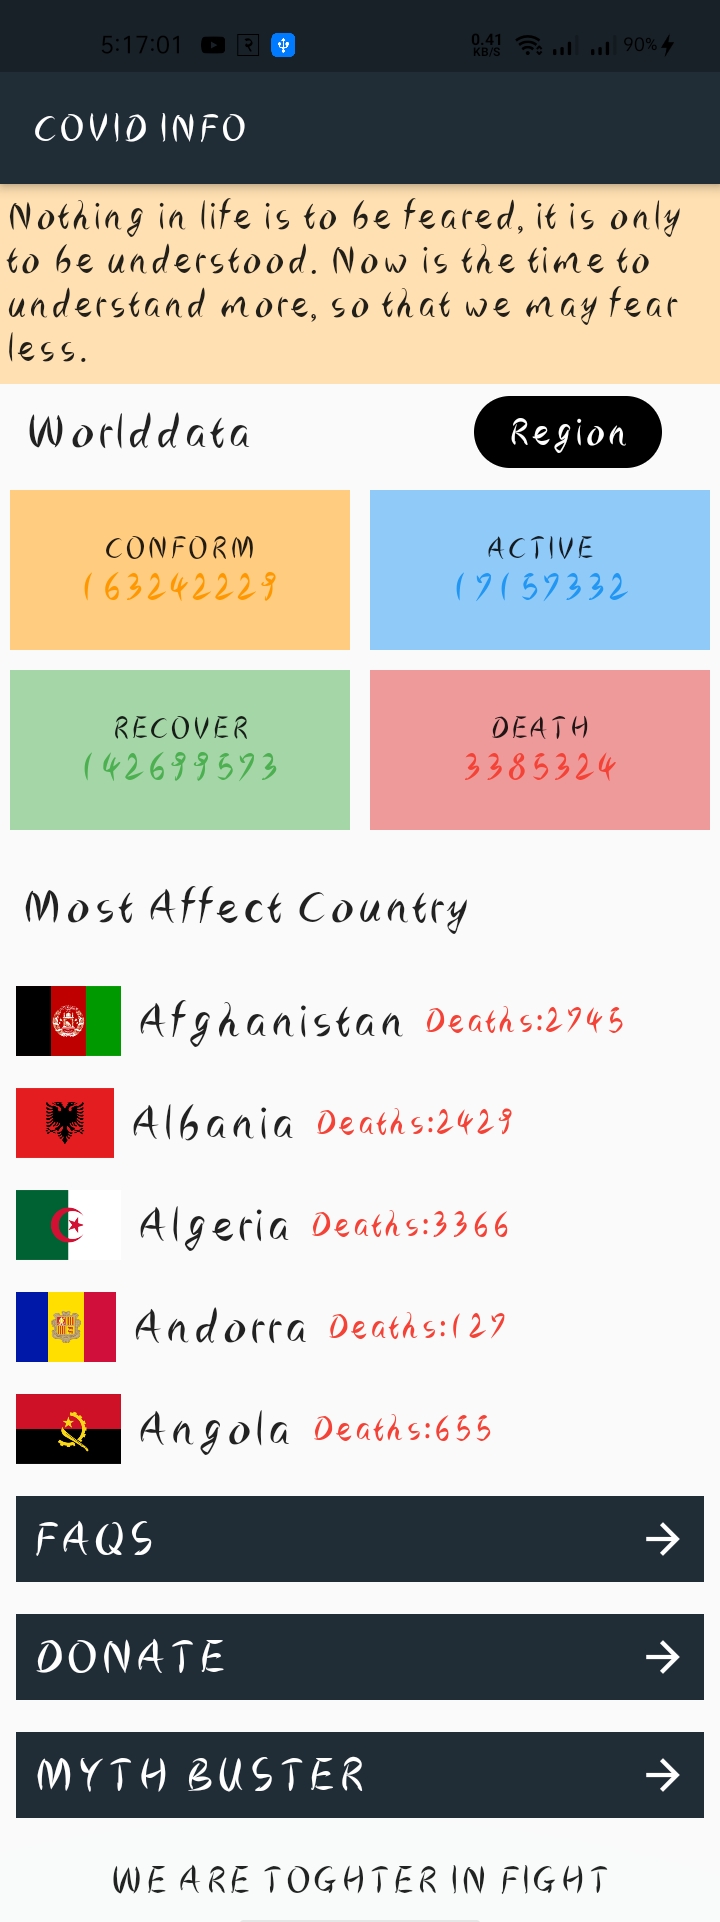 5:17:01 0.41 KB/S 90%
COVID INFO
Nothing in life is to be feared, it is only
to be understood. Now is the time to
understand more, so that we may fear
less.
Worlddata Region
CONFORM ACTIVE
163242229 17157332
RECOVER DEATH
142699573 3385324
Most Affect Country
Afghanistan Deaths:2745
Albania Deaths:2429
Algeria Deaths:3366
Andorra Deaths:127
Angola Deaths:655
FAQS
DONATE
MYTH BUSTER
WE ARE TOGHTER IN FIGHT